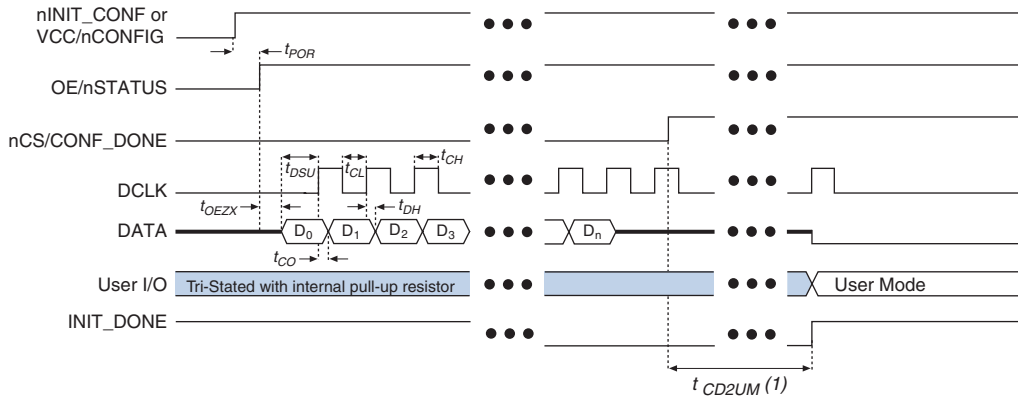 nINIT_CONF or
VCC/nCONFIG
tPOR
OE/nSTATUS
nCS/CONF_DONE
tDSU tCL tCH
DCLK
tOEZX tDH
DATA D0 D1 D2 D3 Dn
tCO
User I/O Tri-Stated with internal pull-up resistor User Mode
INIT_DONE
t CD2UM (1)